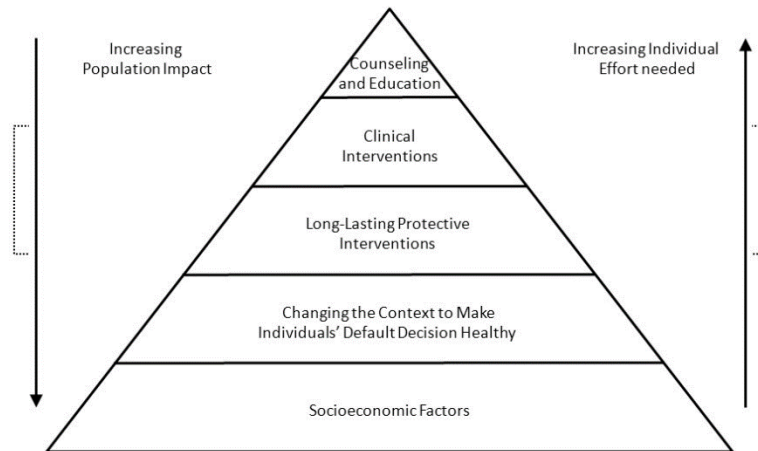 Increasing
Population Impact
Increasing Individual
Effort needed
Counseling
and Education
Clinical
Interventions
Long-Lasting Protective
Interventions
Changing the Context to Make
Individuals’ Default Decision Healthy
Socioeconomic Factors